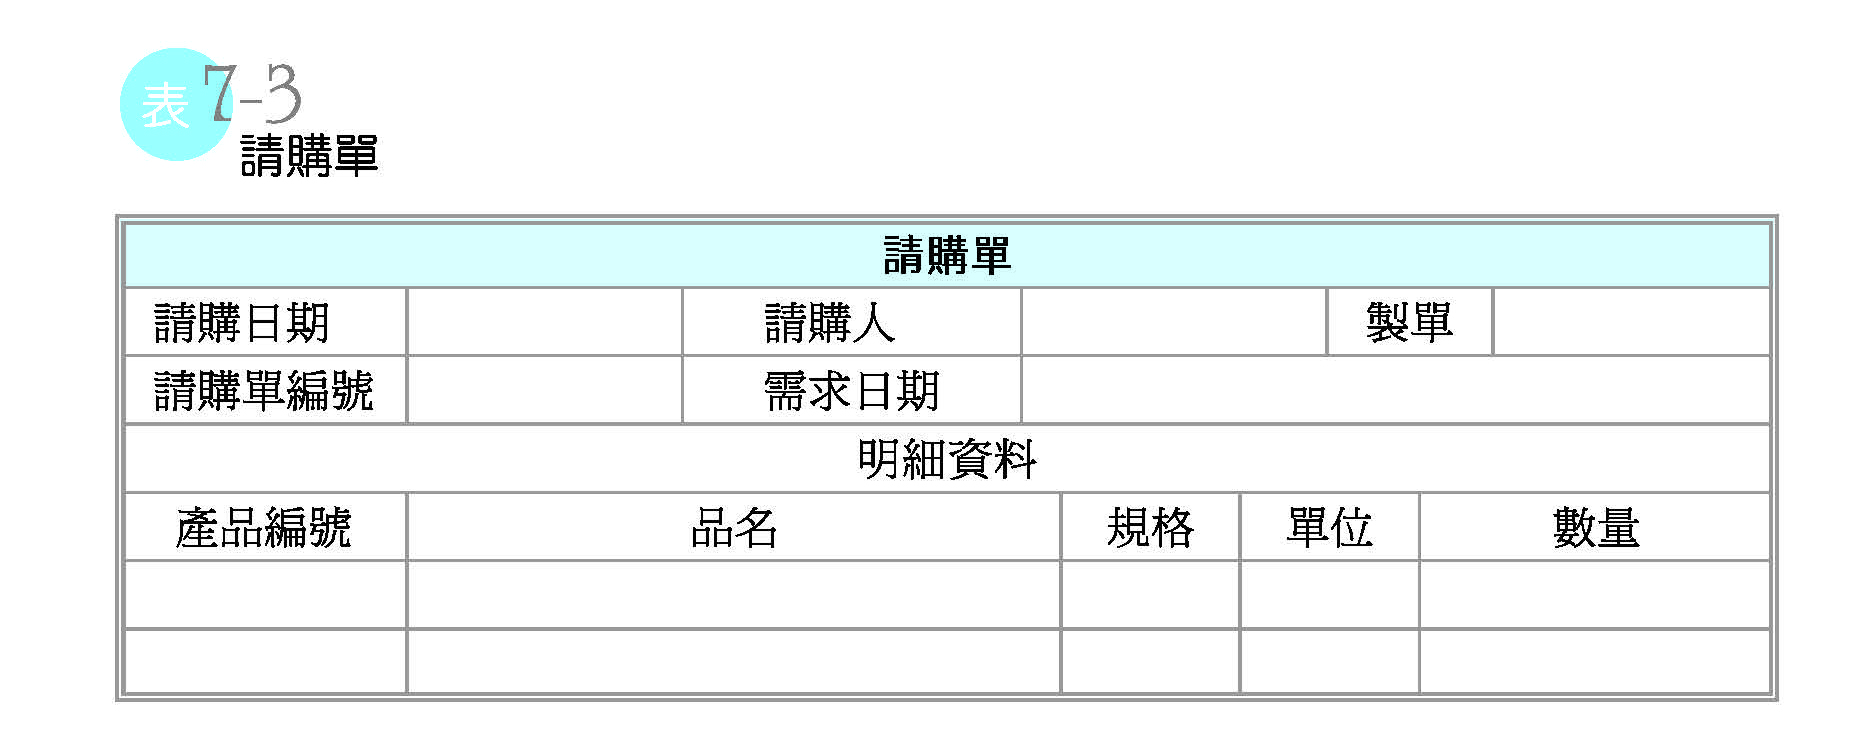 表 7-3
請購單
請購單
請購日期 請購人 製單
請購單編號 需求日期
明細資料
產品編號 品名 規格 單位 數量